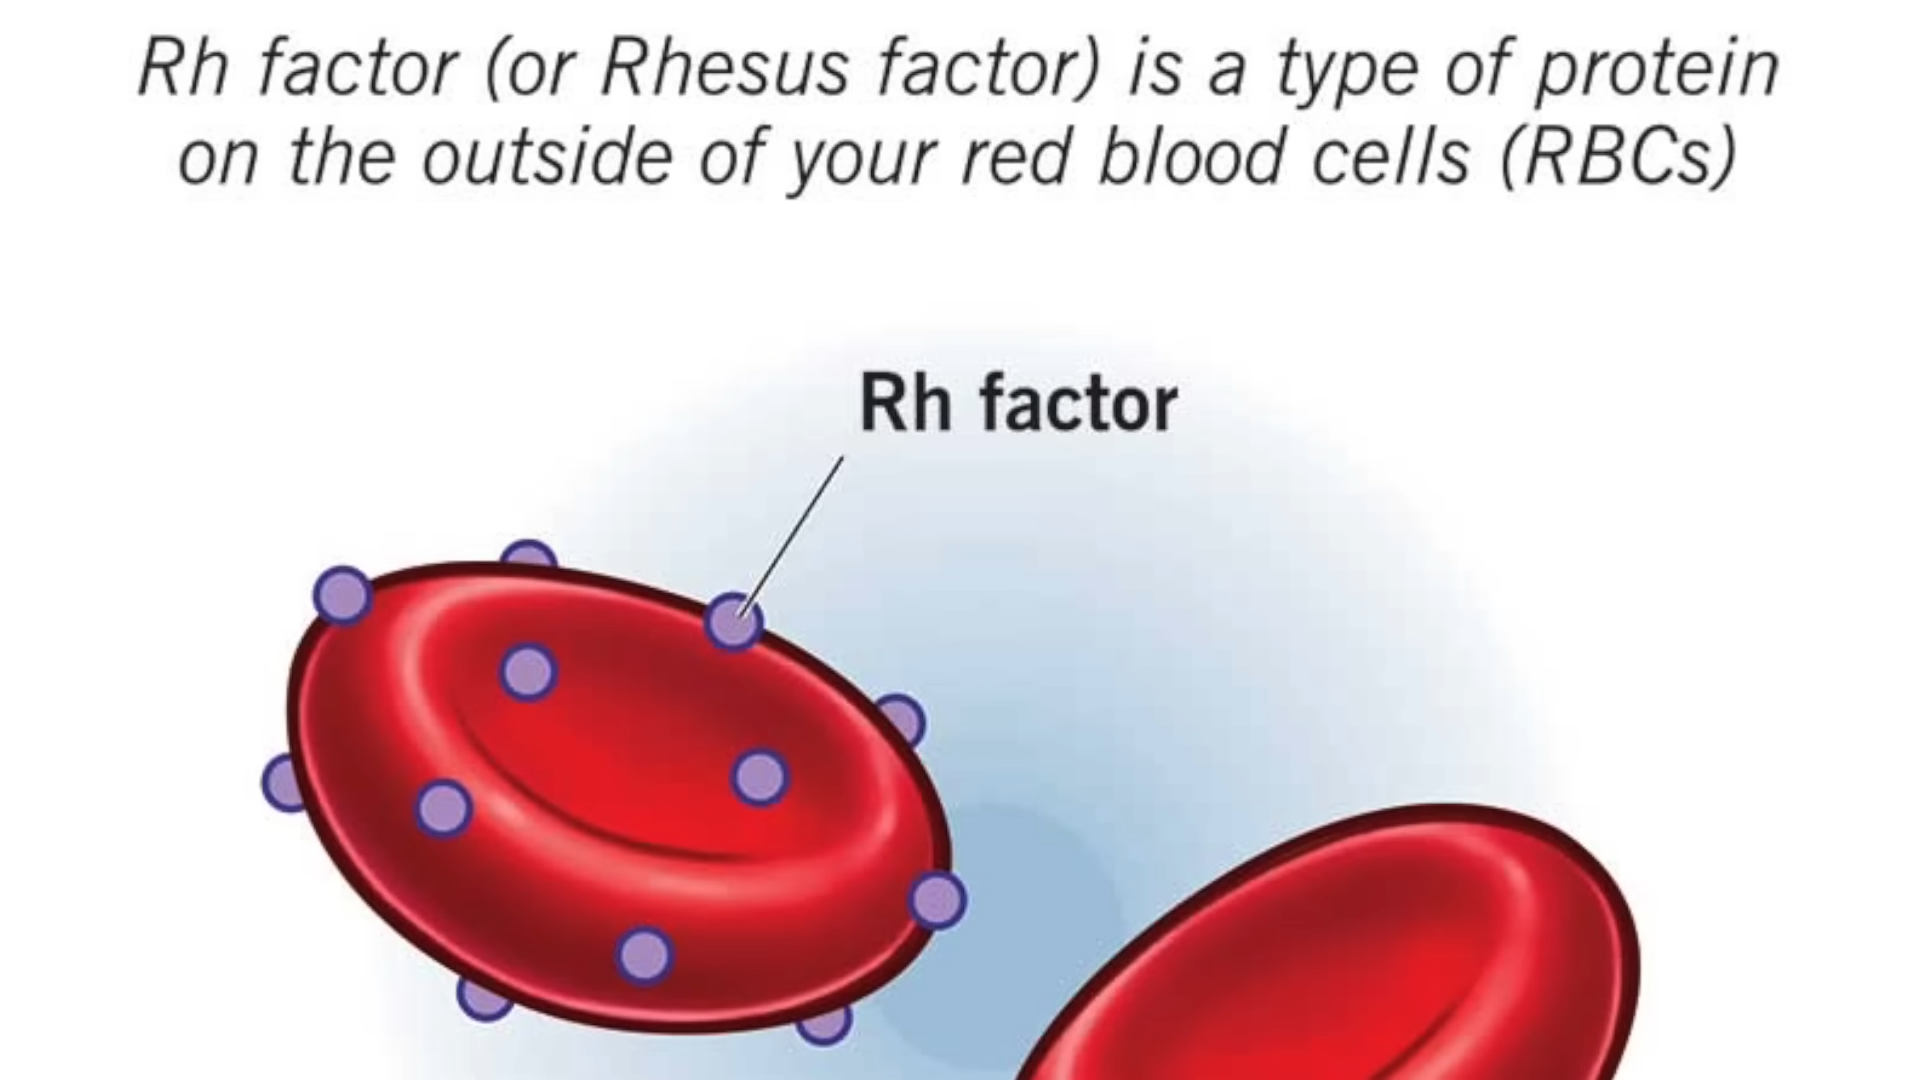 Rh factor (or Rhesus factor) is a type of protein
on the outside of your red blood cells (RBCs)
Rh factor